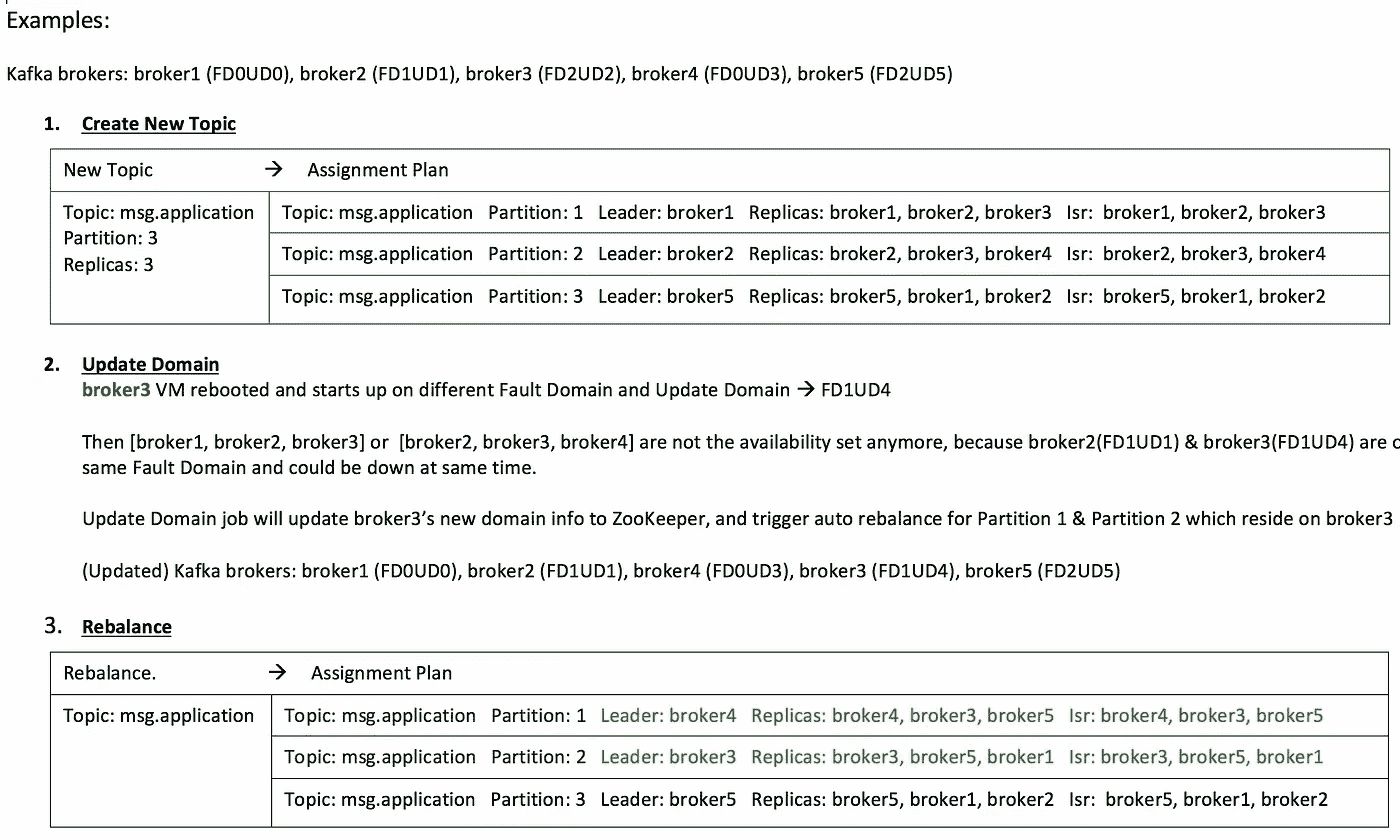 Examples:
Kafka brokers: broker1 (FD0UD0), broker2 (FD1UD1), broker3 (FD2UD2), broker4 (FD0UD3), broker5 (FD2UD5)
1. Create New Topic
New Topic → Assignment Plan
Topic: msg.application
Partition: 3
Replicas: 3
Topic: msg.application Partition: 1 Leader: broker1 Replicas: broker1, broker2, broker3 Isr: broker1, broker2, broker3
Topic: msg.application Partition: 2 Leader: broker2 Replicas: broker2, broker3, broker4 Isr: broker2, broker3, broker4
Topic: msg.application Partition: 3 Leader: broker5 Replicas: broker5, broker1, broker2 Isr: broker5, broker1, broker2
2. Update Domain
broker3 VM rebooted and starts up on different Fault Domain and Update Domain → FD1UD4
Then [broker1, broker2, broker3] or [broker2, broker3, broker4] are not the availability set anymore, because broker2(FD1UD1) & broker3(FD1UD4) are
same Fault Domain and could be down at same time.
Update Domain job will update broker3’s new domain info to ZooKeeper, and trigger auto rebalance for Partition 1 & Partition 2 which reside on broker3
(Updated) Kafka brokers: broker1 (FD0UD0), broker2 (FD1UD1), broker4 (FD0UD3), broker3 (FD1UD4), broker5 (FD2UD5)
3. Rebalance
Rebalance. → Assignment Plan
Topic: msg.application
Topic: msg.application Partition: 1 Leader: broker4 Replicas: broker4, broker3, broker5 Isr: broker4, broker3, broker5
Topic: msg.application Partition: 2 Leader: broker3 Replicas: broker3, broker5, broker1 Isr: broker3, broker5, broker1
Topic: msg.application Partition: 3 Leader: broker5 Replicas: broker5, broker1, broker2 Isr: broker5, broker1, broker2